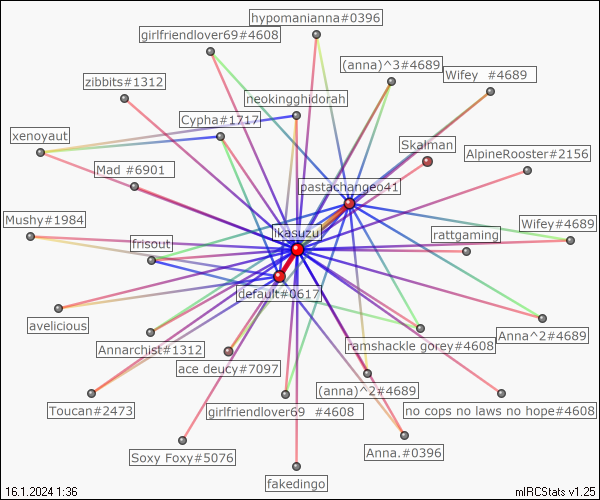 hypomanianna#0396
girlfriendlover69#4608
(anna)^3#4689
Wifey  #4689
zibbits#1312
neokingghidorah
Cypha#1717
xenoyaut
Skalman
AlpineRooster#2156
Mad #6901
pastachangeo41
Mushy#1984
Wifey#4689
ikasuzu
rattgaming
frisout
default#0617
avelicious
Anna^2#4689
Annarchist#1312
ramshackle gorey#4608
ace deucy#7097
(anna)^2#4689
Toucan#2473
girlfriendlover69  #4608
no cops no laws no hope#4608
Soxy Foxy#5076
Anna.#0396
fakedingo
16.1.2024 1:36
mIRCStats v1.25